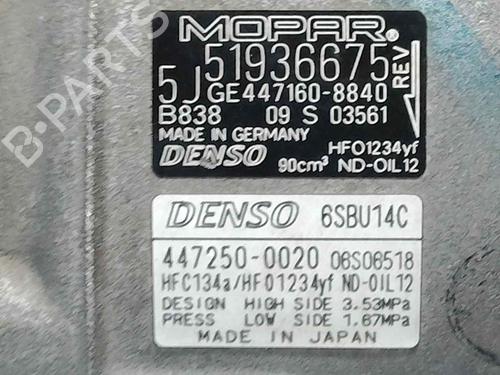 MOPAR®
51936675
5J GE447160-8840 REV
B838 09 S 03561
MADE IN GERMANY HFO1234yf
DENSO 90cm³ ND-OIL12
DENSO 6SBU14C
447250-0020 06S06518
HFC134a/HFO1234yf ND-OIL12
DESIGN HIGH SIDE 3.53MPa
PRESS LOW SIDE 1.67MPa
MADE IN JAPAN
B-PARTS